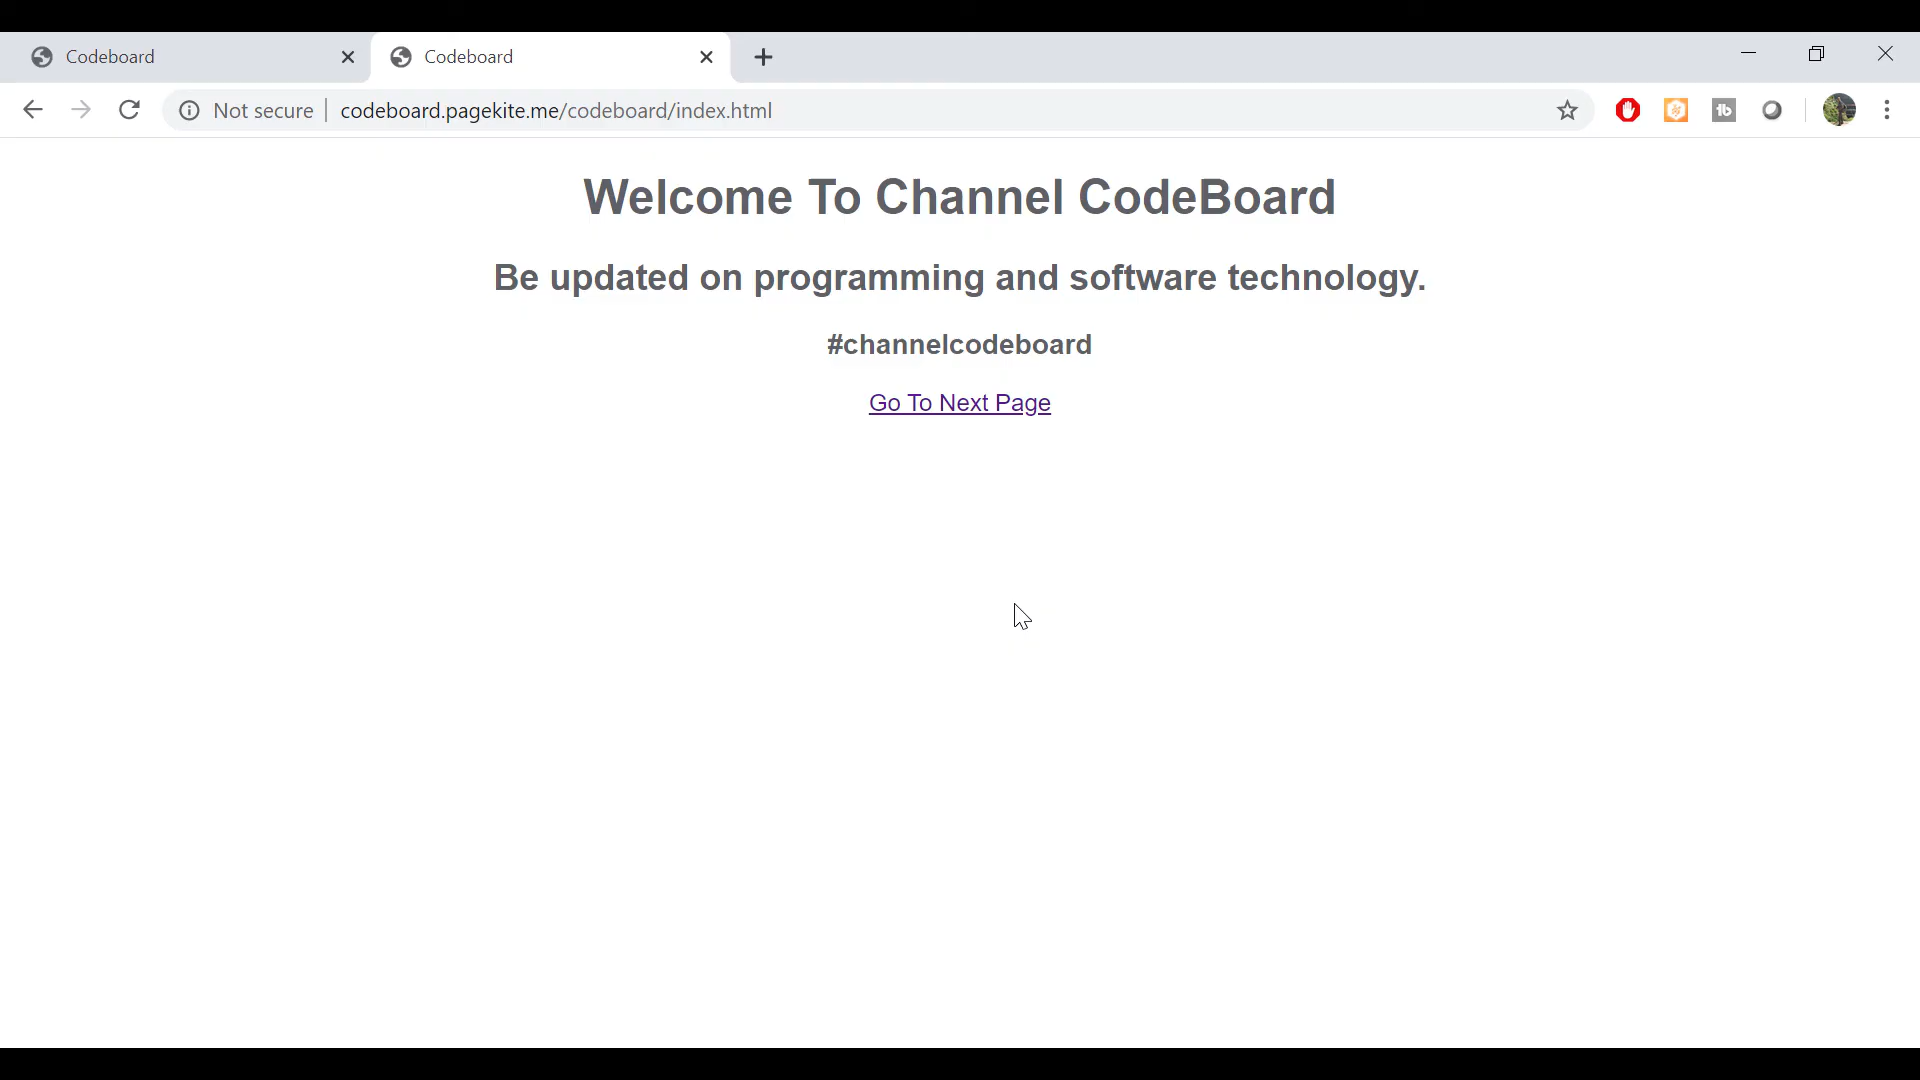 Codeboard
Codeboard
Not secure codeboard.pagekite.me/codeboard/index.html
tb
Welcome To Channel CodeBoard
Be updated on programming and software technology.
#channelcodeboard
Go To Next Page